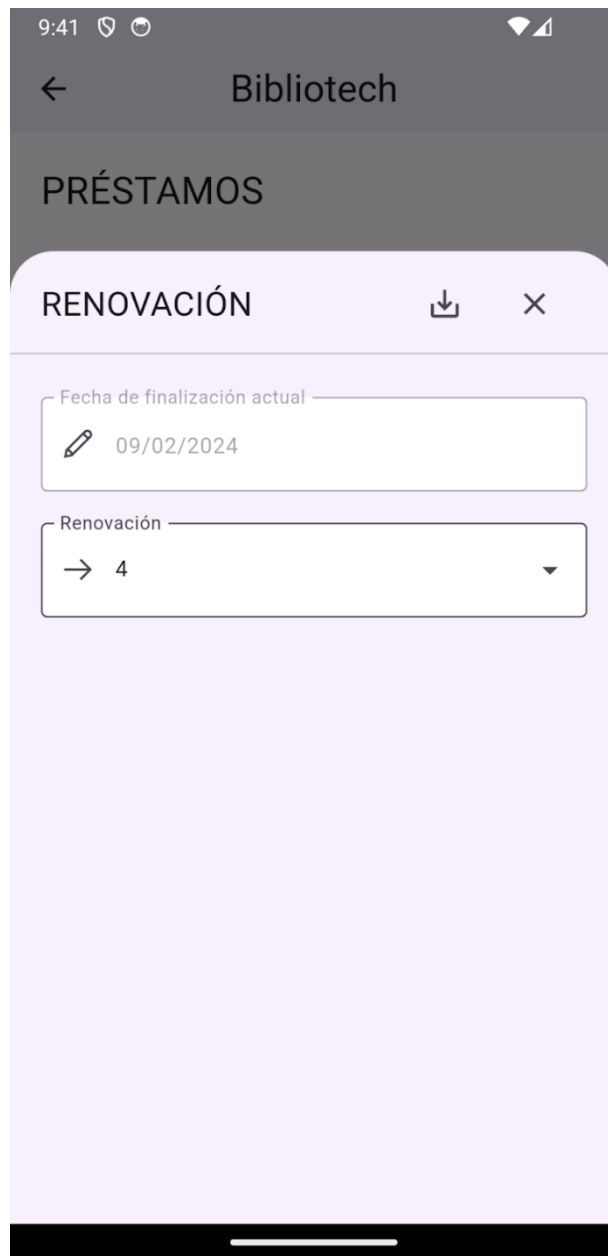 9:41
Bibliotech
PRÉSTAMOS
RENOVACIÓN
Fecha de finalización actual
09/02/2024
Renovación
4